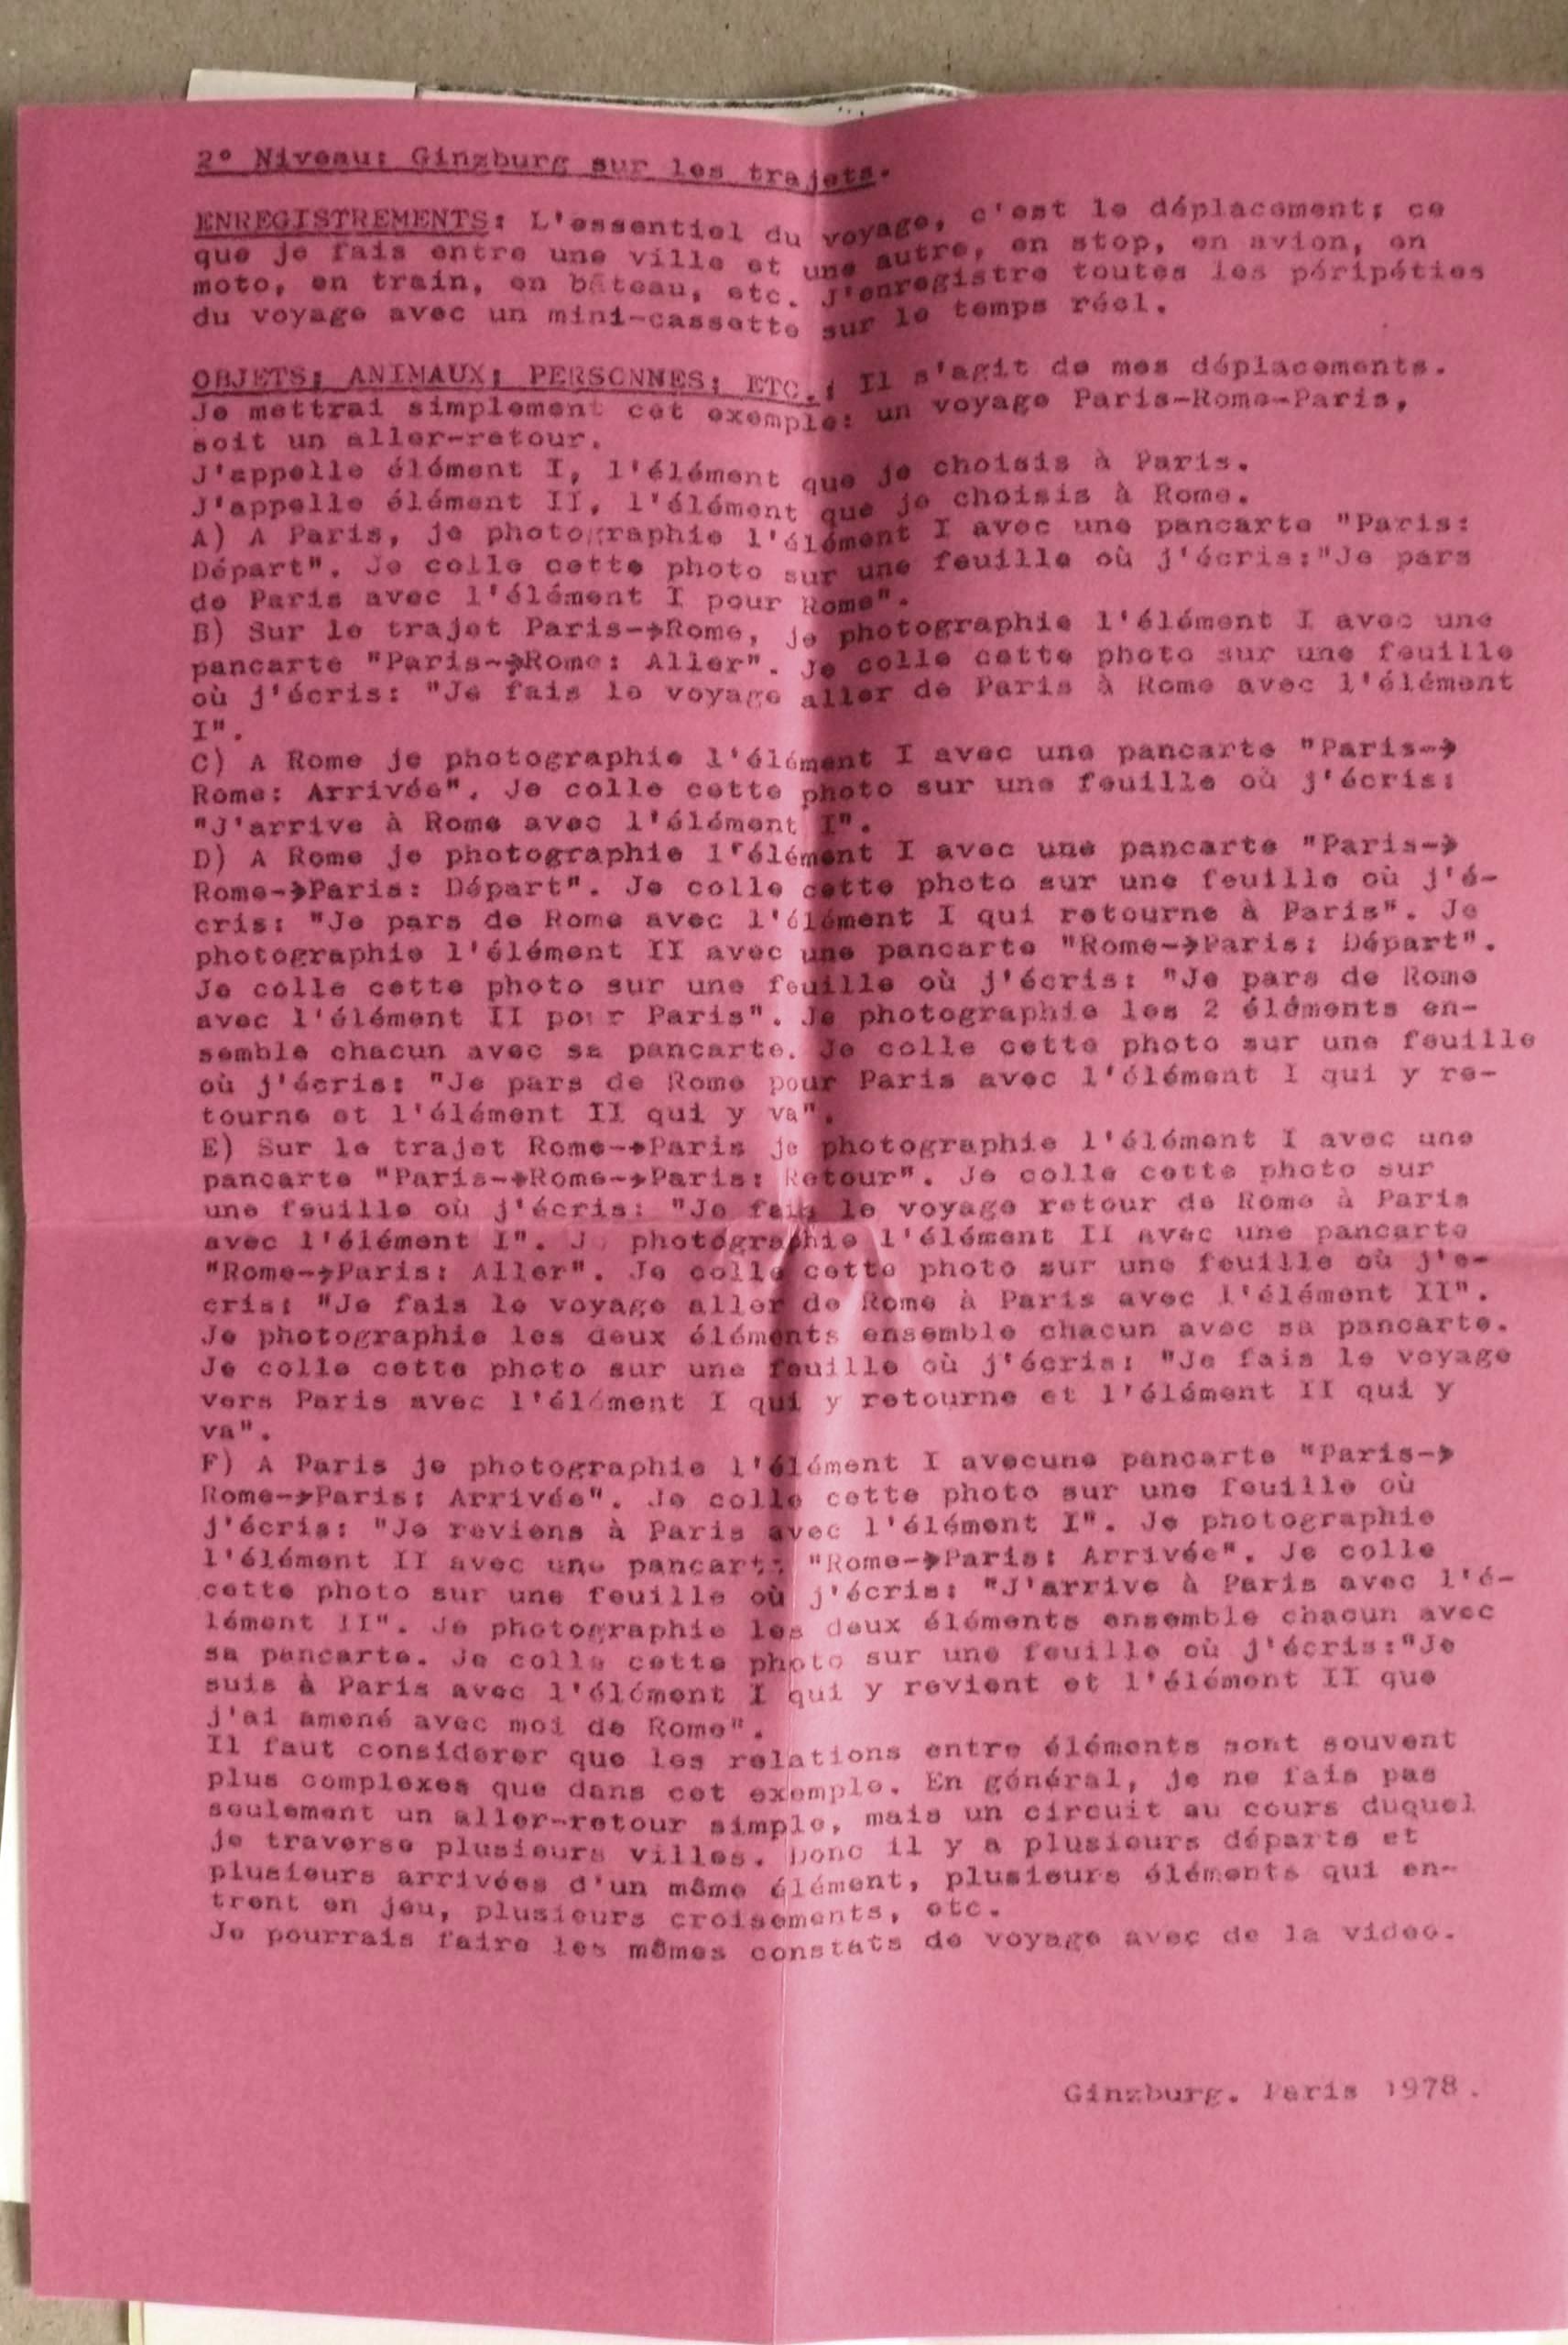 2° Niveau: Ginzburg sur les trajets.
ENREGISTREMENTS: L'essentiel du voyage, c'est le déplacement; ce
que je fais entre une ville et une autre, en stop, en avion, en
moto, en train, en bâteau, etc. J'enregistre toutes les péripéties
du voyage avec un mini-cassette sur le temps réel.
OBJETS; ANIMAUX; PERSONNES; ETC.: Il s'agit de mes déplacements.
Je mettrai simplement cet exemple: un voyage Paris-Rome-Paris,
soit un aller-retour.
J'appelle élément I, l'élément que je choisis à Paris.
J'appelle élément II, l'élément que je choisis à Rome.
A) A Paris, je photographie l'élément I avec une pancarte "Paris:
Départ". Je colle cette photo sur une feuille où j'écris:"Je pars
de Paris avec l'élément I pour Rome".
B) Sur le trajet Paris-→Rome, je photographie l'élément I avec une
pancarte "Paris-→Rome: Aller". Je colle cette photo sur une feuille
où j'écris: "Je fais le voyage aller de Paris à Rome avec l'élément
I".
C) A Rome je photographie l'élément I avec une pancarte "Paris-→
Rome: Arrivée". Je colle cette photo sur une feuille où j'écris:
"J'arrive à Rome avec l'élément I".
D) A Rome je photographie l'élément I avec une pancarte "Paris-→
Rome-→Paris: Départ". Je colle cette photo sur une feuille où j'é-
cris: "Je pars de Rome avec l'élément I qui retourne à Paris". Je
photographie l'élément II avec une pancarte "Rome-→Paris: Départ".
Je colle cette photo sur une feuille où j'écris: "Je pars de Rome
avec l'élément II pour Paris". Je photographie les 2 éléments en-
semble chacun avec sa pancarte. Je colle cette photo sur une feuille
où j'écris: "Je pars de Rome pour Paris avec l'élément I qui y re-
tourne et l'élément II qui y va".
E) Sur le trajet Rome-→Paris je photographie l'élément I avec une
pancarte "Paris-→Rome-→Paris: Retour". Je colle cette photo sur
une feuille où j'écris: "Je fais le voyage retour de Rome à Paris
avec l'élément I". Je photographie l'élément II avec une pancarte
"Rome-→Paris: Aller". Je colle cette photo sur une feuille où j'e-
cris: "Je fais le voyage aller de Rome à Paris avec l'élément II".
Je photographie les deux éléments ensemble chacun avec sa pancarte.
Je colle cette photo sur une feuille où j'écris: "Je fais le voyage
vers Paris avec l'élément I qui y retourne et l'élément II qui y
va".
F) A Paris je photographie l'élément I avecune pancarte "Paris-→
Rome-→Paris: Arrivée". Je colle cette photo sur une feuille où
j'écris: "Je reviens à Paris avec l'élément I". Je photographie
l'élément II avec une pancarte "Rome-→Paris: Arrivée". Je colle
cette photo sur une feuille où j'écris: "J'arrive à Paris avec l'é-
lément II". Je photographie les deux éléments ensemble chacun avec
sa pancarte. Je colle cette photo sur une feuille où j'écris:"Je
suis à Paris avec l'élément I qui y revient et l'élément II que
j'ai amené avec moi de Rome".
Il faut considerer que les relations entre éléments sont souvent
plus complexes que dans cet exemple. En général, je ne fais pas
seulement un aller-retour simple, mais un circuit au cours duquel
je traverse plusieurs villes. Donc il y a plusieurs départs et
plusieurs arrivées d'un même élément, plusieurs éléments qui en-
trent en jeu, plusieurs croisements, etc.
Je pourrais faire les mêmes constats de voyage avec de la video.
Ginzburg. Paris 1978.